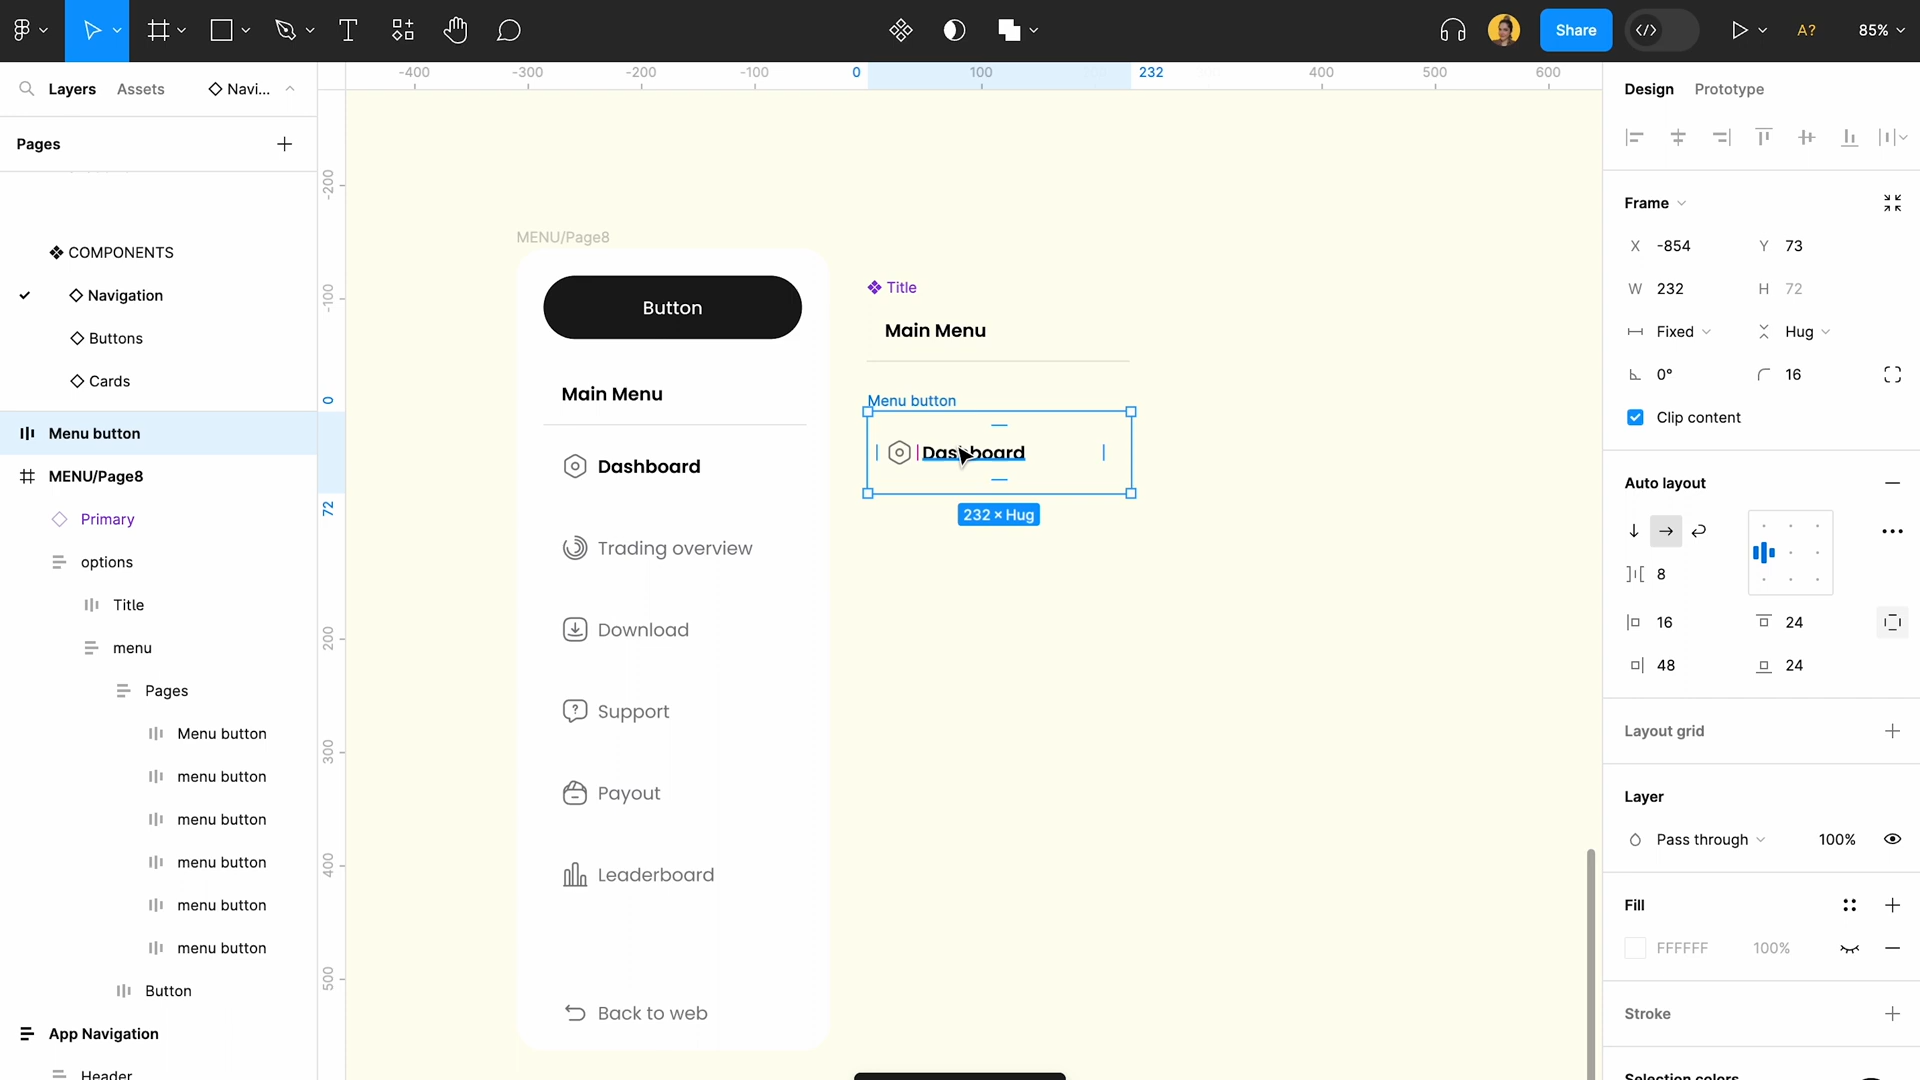 Share
A?
85%
Layers
Assets
Navi...
Pages
COMPONENTS
Navigation
Buttons
Cards
Menu button
MENU/Page8
Primary
options
Title
menu
Pages
Menu button
menu button
menu button
menu button
menu button
menu button
Button
App Navigation
Header
-400
-300
-200
-100
0
100
232
400
500
600
-200
-100
0
72
200
300
400
500
MENU/Page8
Button
Main Menu
Dashboard
Trading overview
Download
Support
Payout
Leaderboard
Back to web
Title
Main Menu
Menu button
Dashboard
232 × Hug
Design
Prototype
Frame
X -854
Y 73
W 232
H 72
Fixed
Hug
0°
16
Clip content
Auto layout
8
16
24
48
24
Layout grid
Layer
Pass through
100%
Fill
FFFFFF
100%
Stroke
Selection colors